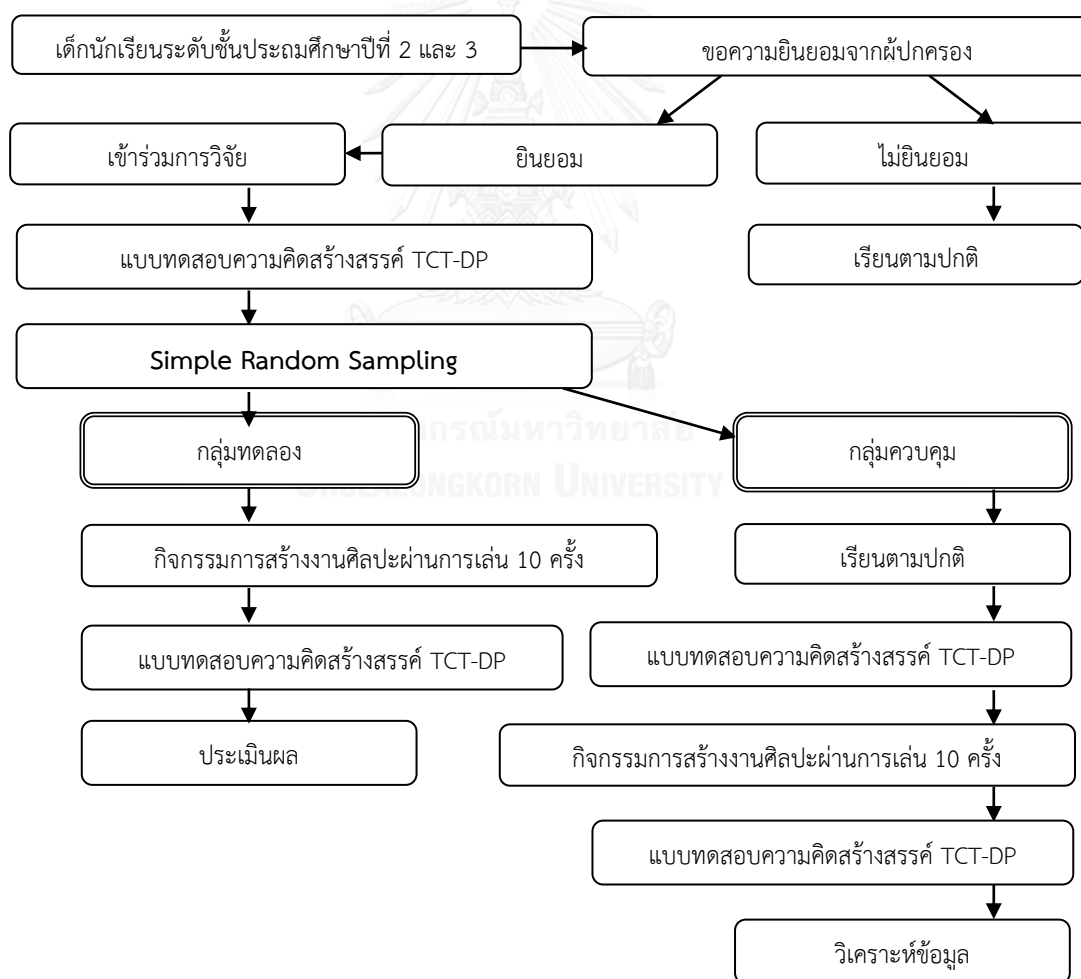 เด็กนักเรียนระดับชั้นประถมศึกษาปีที่ 2 และ 3
ขอความยินยอมจากผู้ปกครอง
เข้าร่วมการวิจัย
ยินยอม
ไม่ยินยอม
แบบทดสอบความคิดสร้างสรรค์ TCT-DP
เรียนตามปกติ
Simple Random Sampling
กลุ่มทดลอง
กลุ่มควบคุม
กรณ์มหาวิทยาลัย
UNIVERSITY
กิจกรรมการสร้างงานศิลปะผ่านการเล่น 10 ครั้ง
เรียนตามปกติ
แบบทดสอบความคิดสร้างสรรค์ TCT-DP
แบบทดสอบความคิดสร้างสรรค์ TCT-DP
ประเมินผล
กิจกรรมการสร้างงานศิลปะผ่านการเล่น 10 ครั้ง
แบบทดสอบความคิดสร้างสรรค์ TCT-DP
วิเคราะห์ข้อมูล